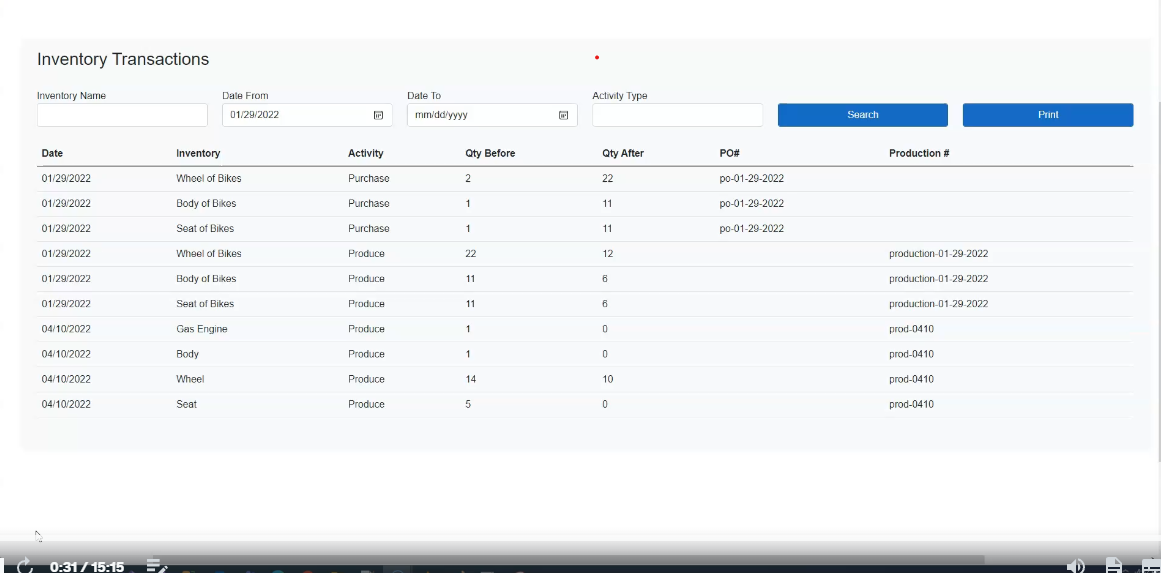 Inventory Transactions
Inventory Name Date From Date To Activity Type
01/29/2022 mm/dd/yyyy Search Print
Date Inventory Activity Qty Before Qty After PO# Production #
01/29/2022 Wheel of Bikes Purchase 2 22 po-01-29-2022
01/29/2022 Body of Bikes Purchase 1 11 po-01-29-2022
01/29/2022 Seat of Bikes Purchase 1 11 po-01-29-2022
01/29/2022 Wheel of Bikes Produce 22 12 production-01-29-2022
01/29/2022 Body of Bikes Produce 11 6 production-01-29-2022
01/29/2022 Seat of Bikes Produce 11 6 production-01-29-2022
04/10/2022 Gas Engine Produce 1 0 prod-0410
04/10/2022 Body Produce 1 0 prod-0410
04/10/2022 Wheel Produce 14 10 prod-0410
04/10/2022 Seat Produce 5 0 prod-0410
0:31 / 15:15